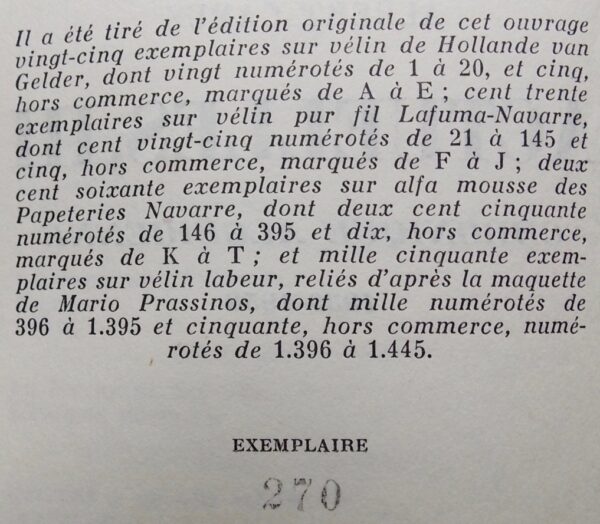 Il a été tiré de l'édition originale de cet ouvrage
vingt-cinq exemplaires sur vélin de Hollande van
Gelder, dont vingt numérotés de 1 à 20, et cinq,
hors commerce, marqués de A à E ; cent trente
exemplaires sur vélin pur fil Lafuma-Navarre,
dont cent vingt-cinq numérotés de 21 à 145 et
cinq, hors commerce, marqués de F à J ; deux
cent soixante exemplaires sur alfa mousse des
Papeteries Navarre, dont deux cent cinquante
numérotés de 146 à 395 et dix, hors commerce,
marqués de K à T ; et mille cinquante exem-
plaires sur vélin labeur, reliés d'après la maquette
de Mario Prassinos, dont mille numérotés de
396 à 1.395 et cinquante, hors commerce, numé-
rotés de 1.396 à 1.445.
EXEMPLAIRE
270